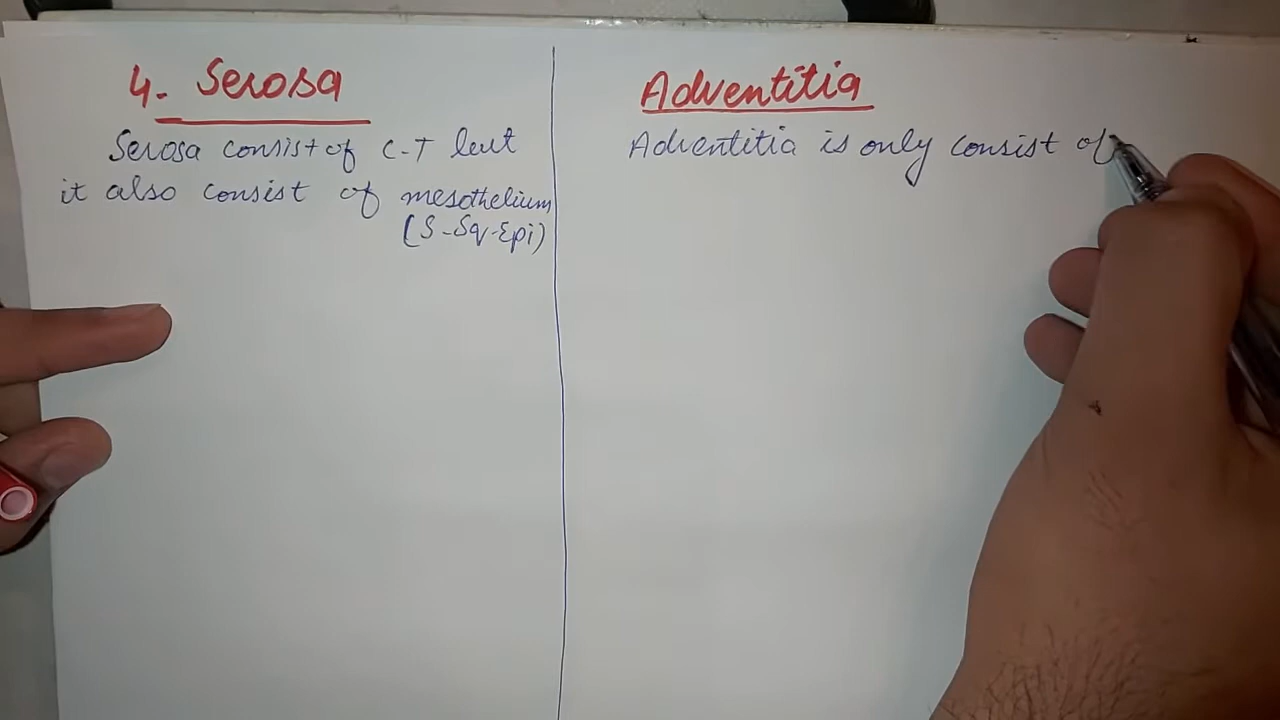 4. Serosa
Serosa consist of C-T but
it also consist of mesothelium
(S-Sq-Epi)
Adventitia
Adventitia is only consist of